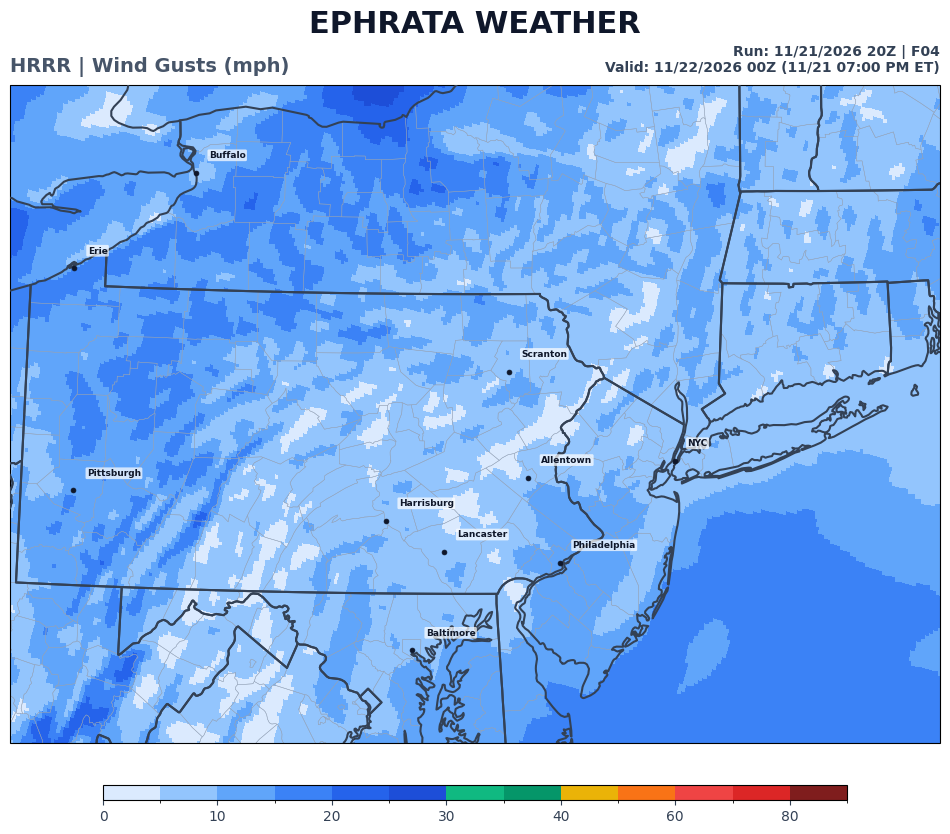 EPHRATA WEATHER
HRRR | Wind Gusts (mph)
Run: 11/21/2026 20Z | F04
Valid: 11/22/2026 00Z (11/21 07:00 PM ET)
Buffalo
Erie
Scranton
NYC
Allentown
Pittsburgh
Harrisburg
Lancaster
Philadelphia
Baltimore
0 10 20 30 40 60 80